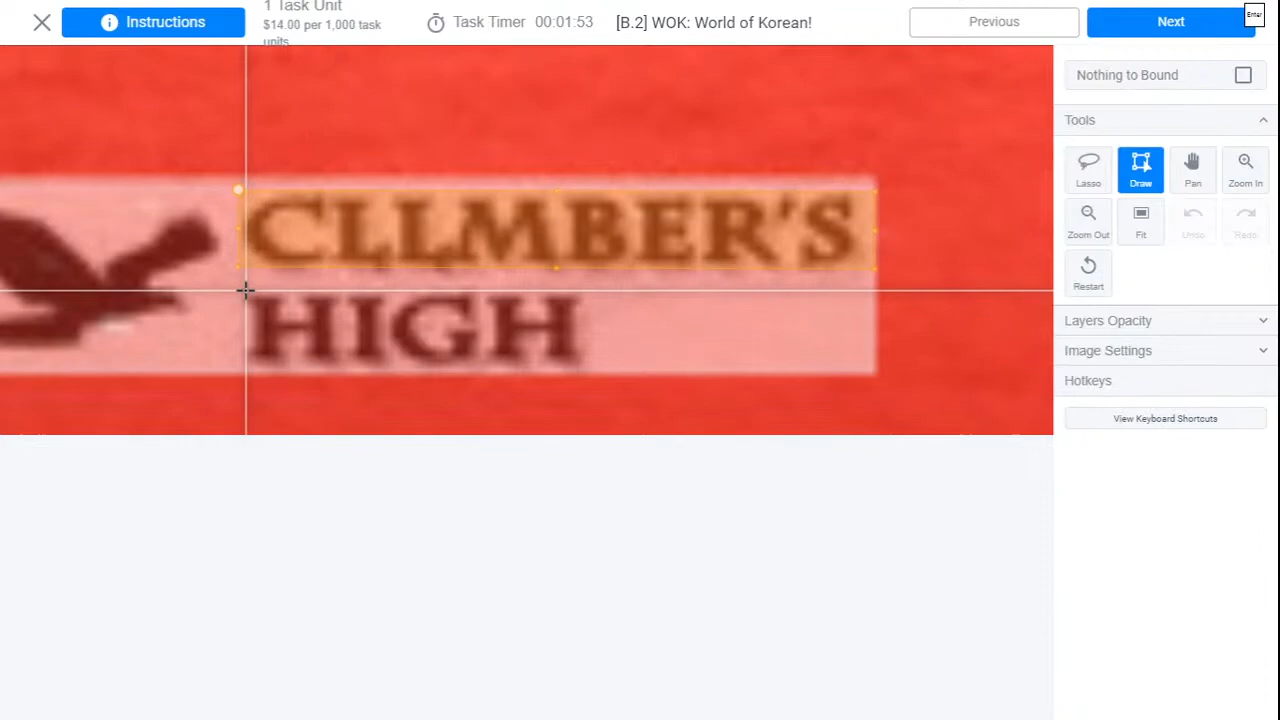 Instructions
1 Task Unit
$14.00 per 1,000 task
units
Task Timer 00:01:53
[B.2] WOK: World of Korean!
Previous
Next
Enter
Nothing to Bound
Tools
Lasso
Draw
Pan
Zoom In
Zoom Out
Fit
Undo
Redo
Restart
Layers Opacity
Image Settings
Hotkeys
View Keyboard Shortcuts
CLLMBER'S
HIGH